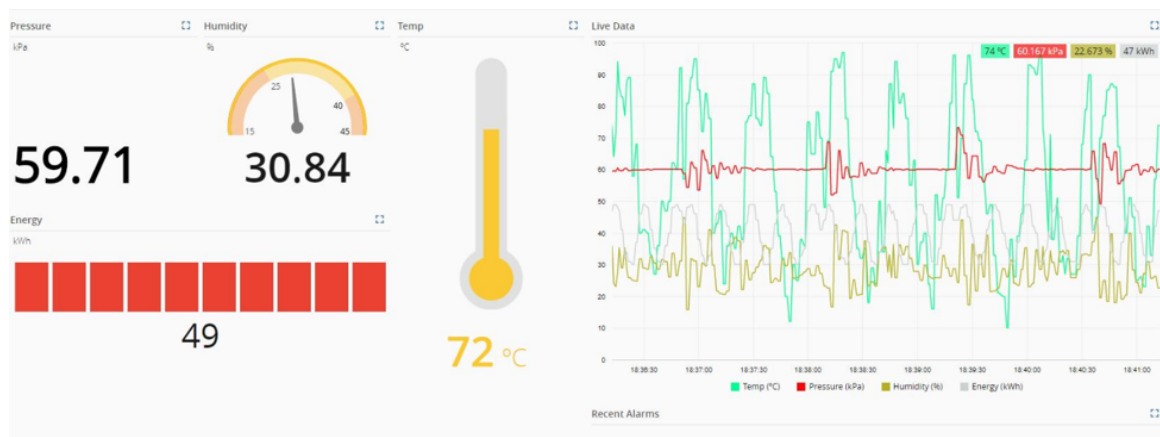 Pressure
kPa
59.71
Humidity
%
15
25
40
45
30.84
Energy
kWh
49
Temp
°C
72 °C
Live Data
74 °C 60.167 kPa 22.673 % 47 kWh
100
90
80
70
60
50
40
30
20
10
0
18:36:30 18:37:00 18:37:30 18:38:00 18:38:30 18:39:00 18:39:30 18:40:00 18:40:30 18:41:00
Temp (°C) Pressure (kPa) Humidity (%) Energy (kWh)
Recent Alarms